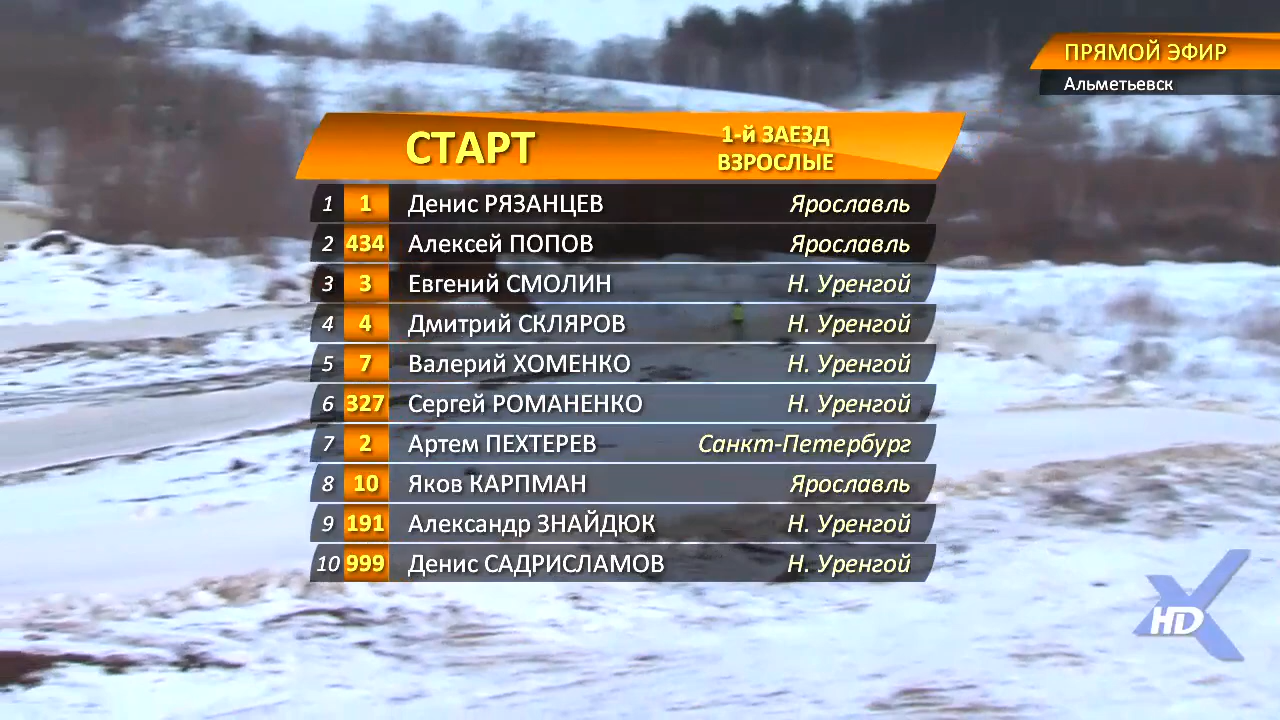 ПРЯМОЙ ЭФИР
Альметьевск
СТАРТ
1-й ЗАЕЗД
ВЗРОСЛЫЕ
1 1 Денис РЯЗАНЦЕВ Ярославль
2 434 Алексей ПОПОВ Ярославль
3 3 Евгений СМОЛИН Н. Уренгой
4 4 Дмитрий СКЛЯРОВ Н. Уренгой
5 7 Валерий ХОМЕНКО Н. Уренгой
6 327 Сергей РОМАНЕНКО Н. Уренгой
7 2 Артем ПЕХТЕРЕВ Санкт-Петербург
8 10 Яков КАРПМАН Ярославль
9 191 Александр ЗНАЙДЮК Н. Уренгой
10 999 Денис САДРИСЛАМОВ Н. Уренгой
X HD